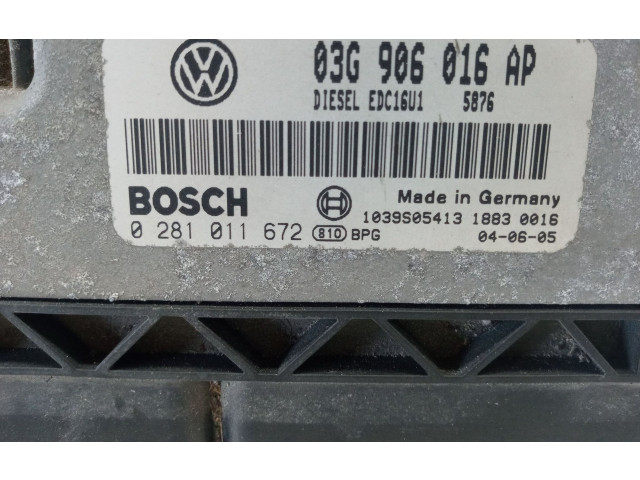 VW
03G 906 016 AP
DIESEL EDC16U1 5876
BOSCH
Made in Germany
1039S05413 1883 0016
0 281 011 672 810 BPG 04-06-05